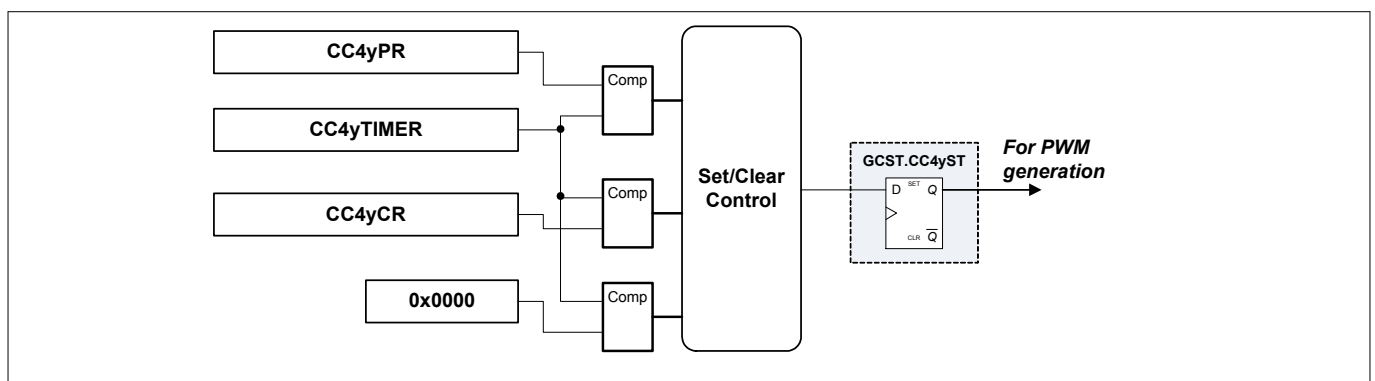 CC4yPR
CC4yTIMER
CC4yCR
0x0000
Comp
Comp
Comp
Set/Clear
Control
GCST.CC4yST
D SET Q
CLR Q
For PWM
generation